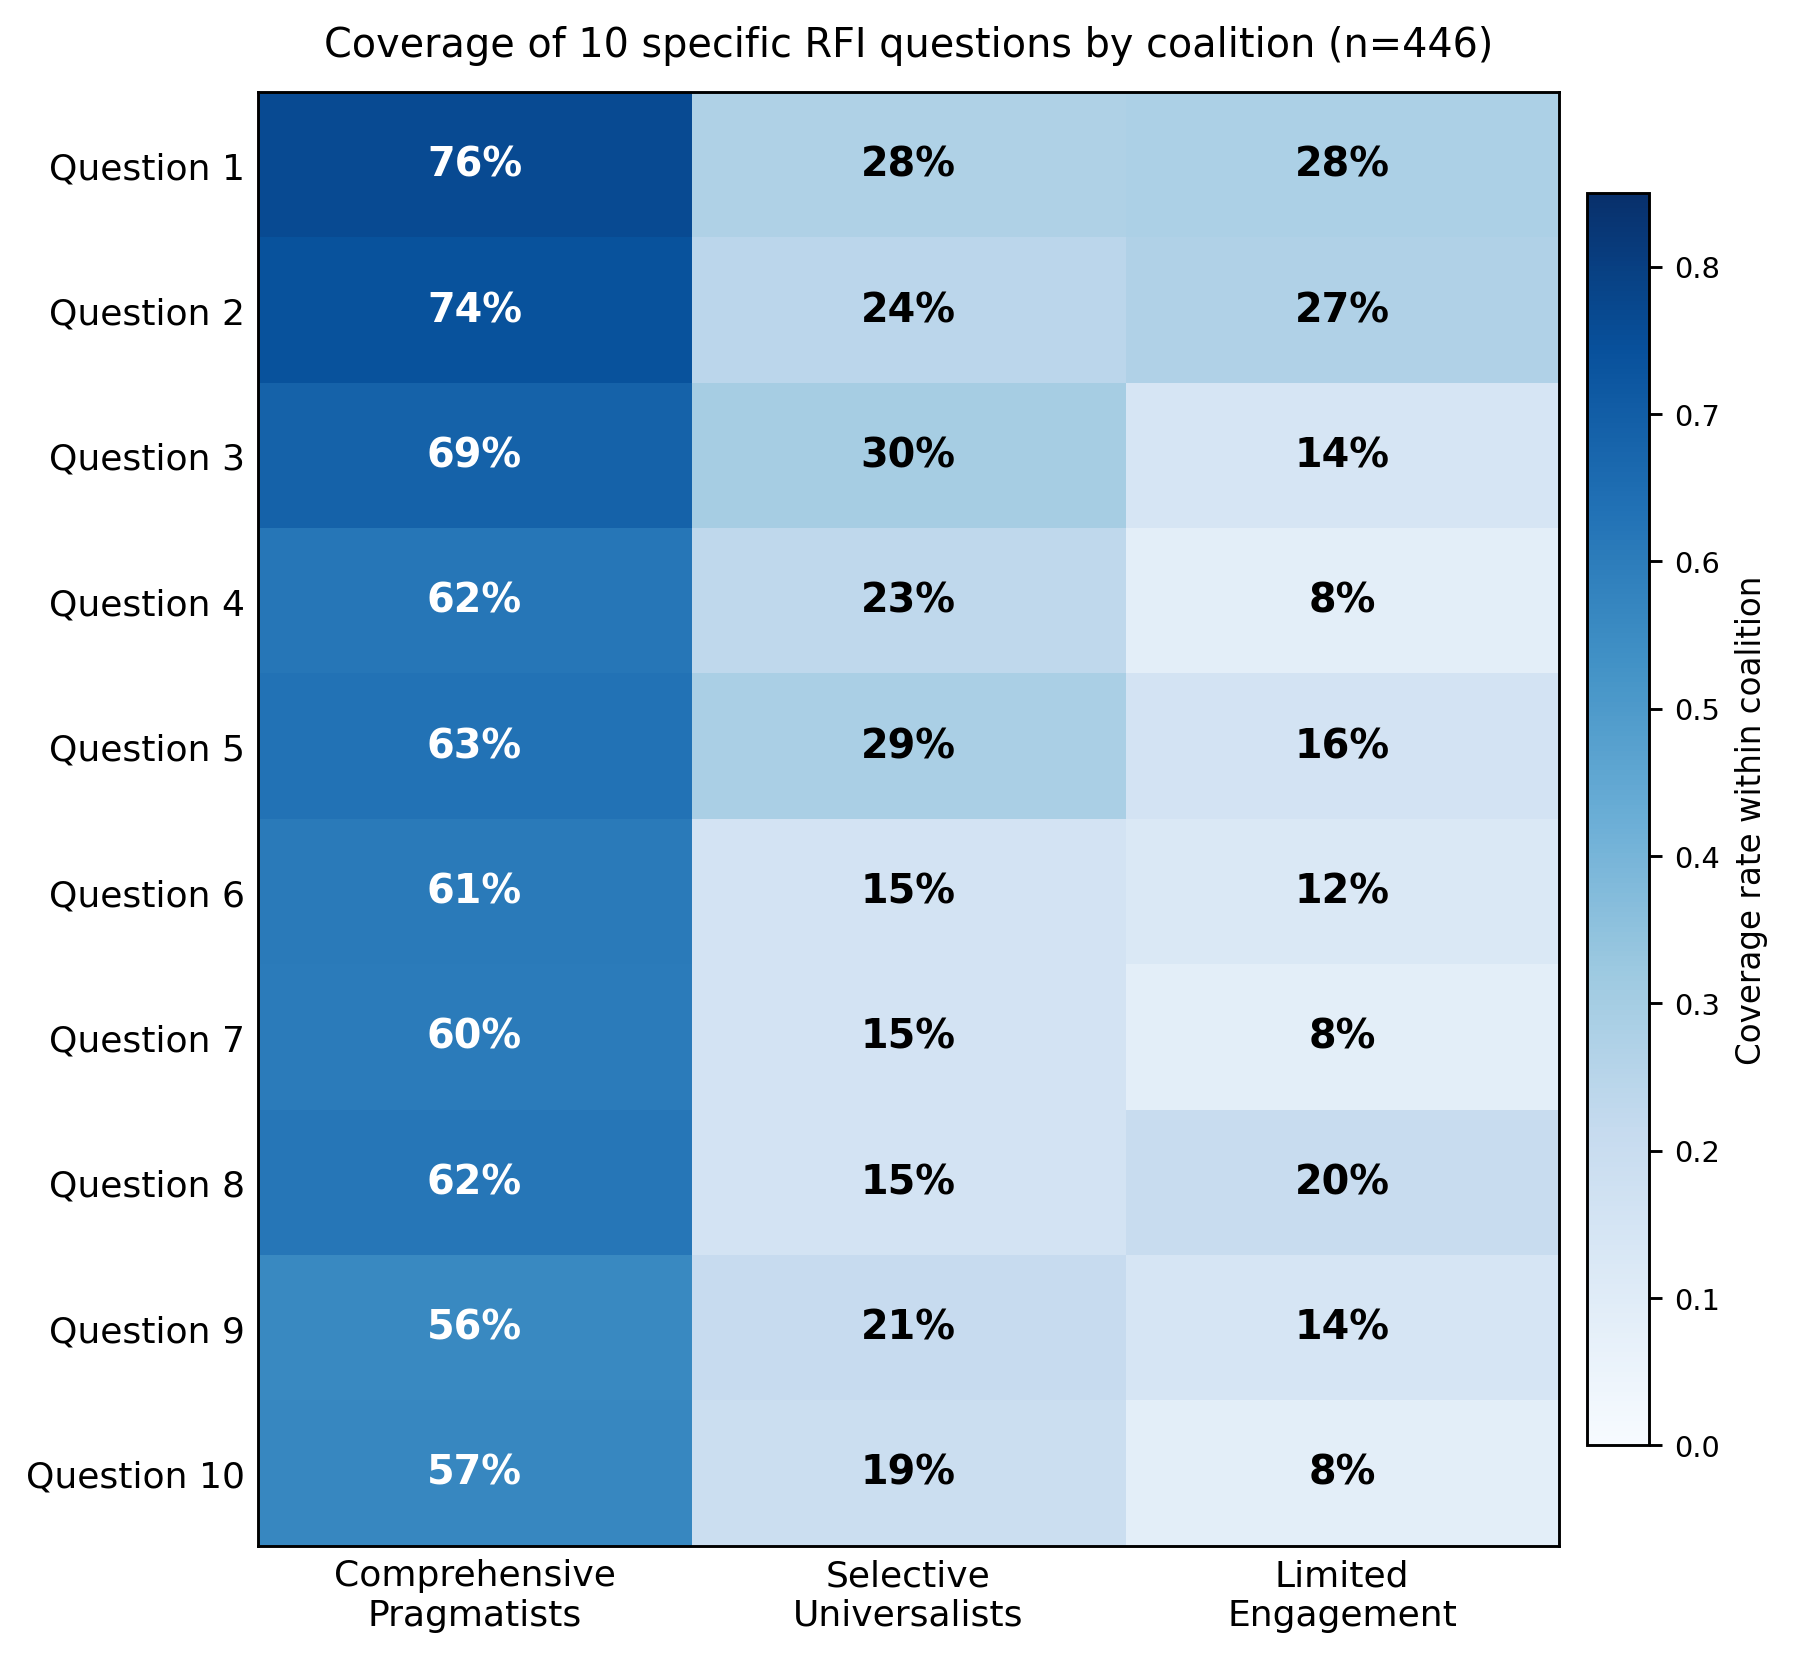 Coverage of 10 specific RFI questions by coalition (n=446)
Question 1 76% 28% 28%
Question 2 74% 24% 27%
Question 3 69% 30% 14%
Question 4 62% 23% 8%
Question 5 63% 29% 16%
Question 6 61% 15% 12%
Question 7 60% 15% 8%
Question 8 62% 15% 20%
Question 9 56% 21% 14%
Question 10 57% 19% 8%
Comprehensive
Pragmatists
Selective
Universalists
Limited
Engagement
0.8
0.7
0.6
0.5
0.4
0.3
0.2
0.1
0.0
Coverage rate within coalition